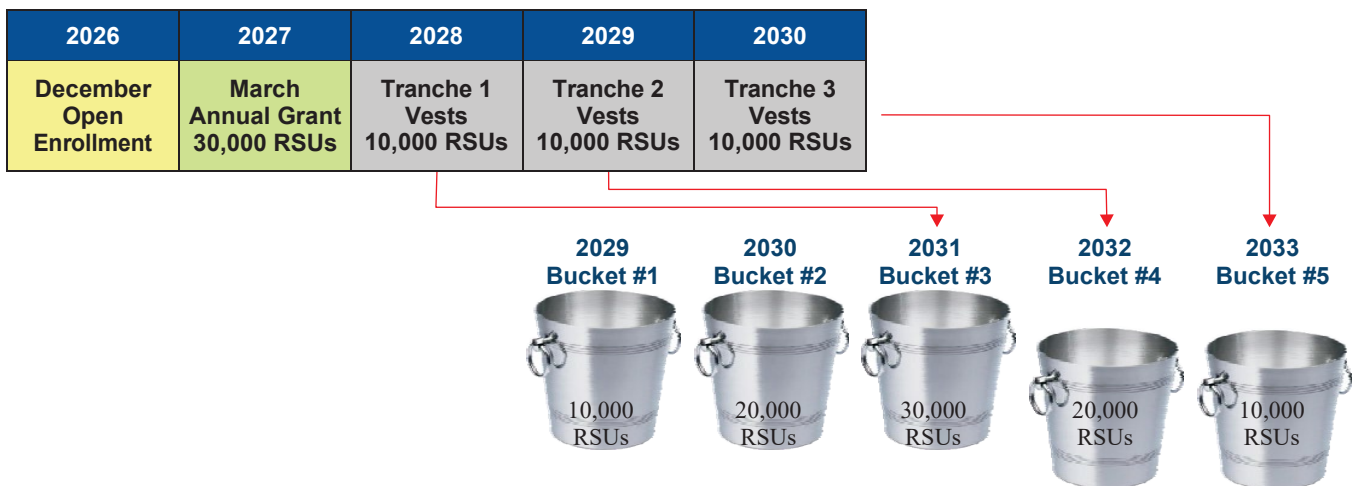 2026 2027 2028 2029 2030
December March Tranche 1 Tranche 2 Tranche 3
Open Annual Grant Vests Vests Vests
Enrollment 30,000 RSUs 10,000 RSUs 10,000 RSUs 10,000 RSUs
2029 2030 2031 2032 2033
Bucket #1 Bucket #2 Bucket #3 Bucket #4 Bucket #5
10,000 20,000 30,000 20,000 10,000
RSUs RSUs RSUs RSUs RSUs